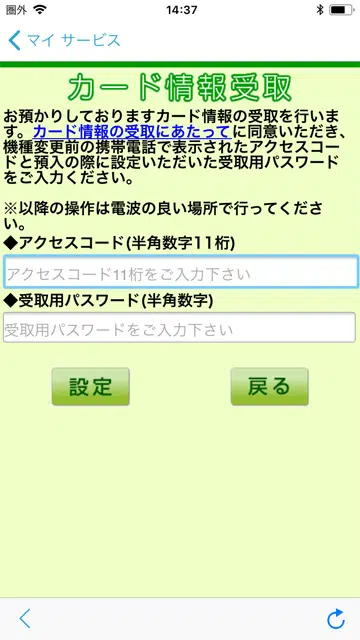 圏外 14:37
マイ サービス
カード情報受取
お預かりしておりますカード情報の受取を行いま
す。カード情報の受取にあたってに同意いただき、
機種変更前の携帯電話で表示されたアクセスコー
ドと預入の際に設定いただいた受取用パスワード
をご入力ください。
※以降の操作は電波の良い場所で行ってくださ
い。
◆アクセスコード(半角数字11桁)
アクセスコード11桁をご入力下さい
◆受取用パスワード(半角数字)
受取用パスワードをご入力下さい
設定 戻る